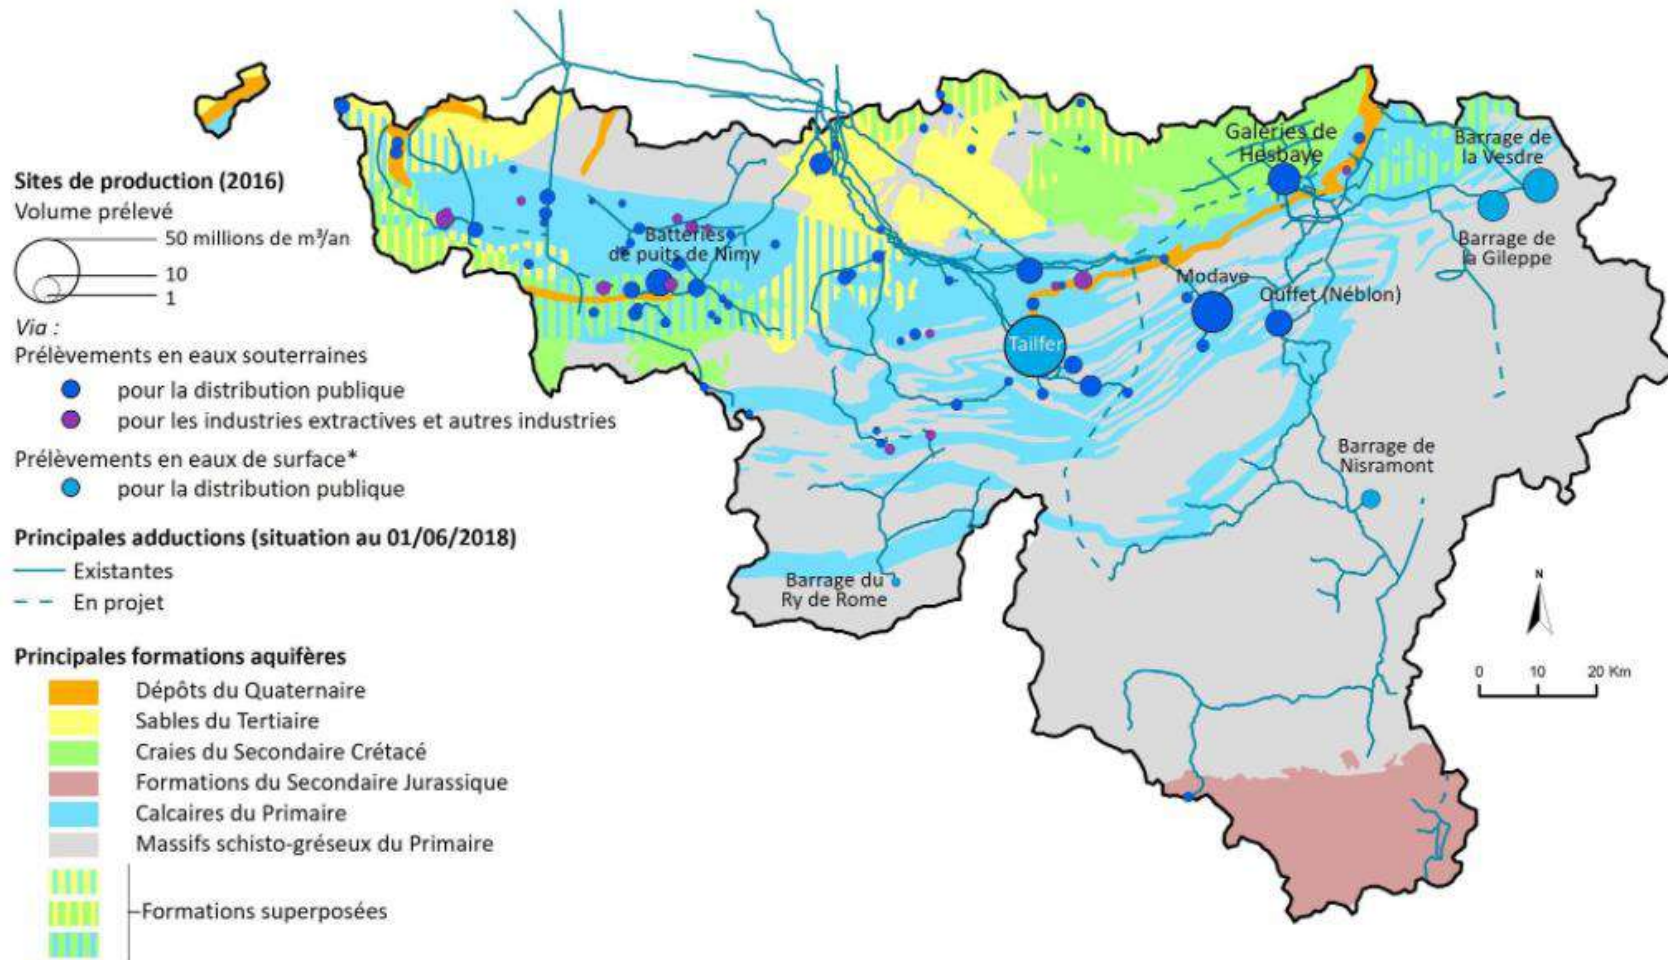 Sites de production (2016)
Volume prélevé
50 millions de m³/an
10
1
Via :
Prélèvements en eaux souterraines
pour la distribution publique
pour les industries extractives et autres industries
Prélèvements en eaux de surface*
pour la distribution publique
Principales adductions (situation au 01/06/2018)
Existantes
En projet
Principales formations aquifères
Dépôts du Quaternaire
Sables du Tertiaire
Craies du Secondaire Crétacé
Formations du Secondaire Jurassique
Calcaires du Primaire
Massifs schisto-gréseux du Primaire
Formations superposées
Batteries
de puits de Nimy
Galeries de
Hesbaye
Barrage de
la Vesdre
Barrage de
la Gileppe
Modave
Ouffet (Néblon)
Tailfer
Barrage de
Nisramont
Barrage du
Ry de Rome
N
0 10 20 Km